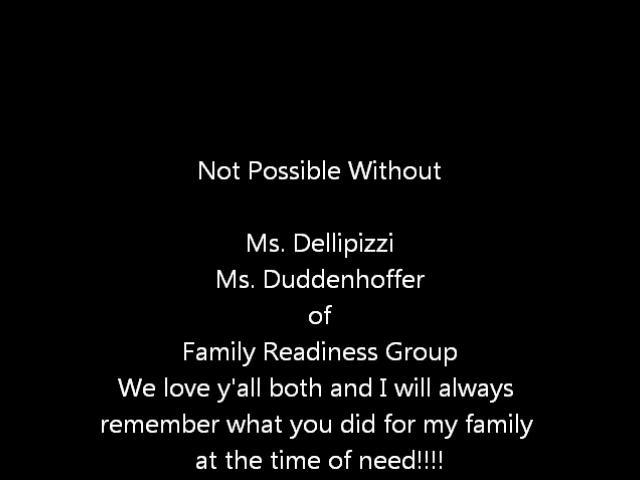 Not Possible Without
Ms. Dellipizzi
Ms. Duddenhoffer
of
Family Readiness Group
We love y'all both and I will always
remember what you did for my family
at the time of need!!!!